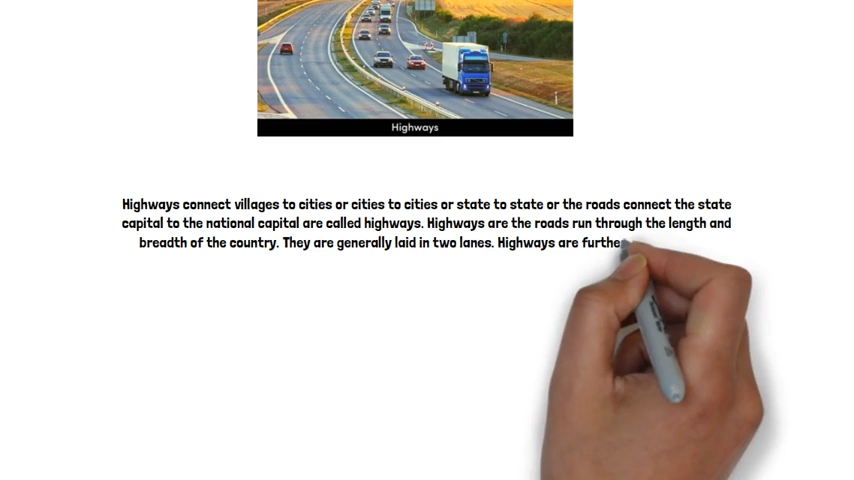 Highways
Highways connect villages to cities or cities to cities or state to state or the roads connect the state
capital to the national capital are called highways. Highways are the roads run through the length and
breadth of the country. They are generally laid in two lanes. Highways are furthe